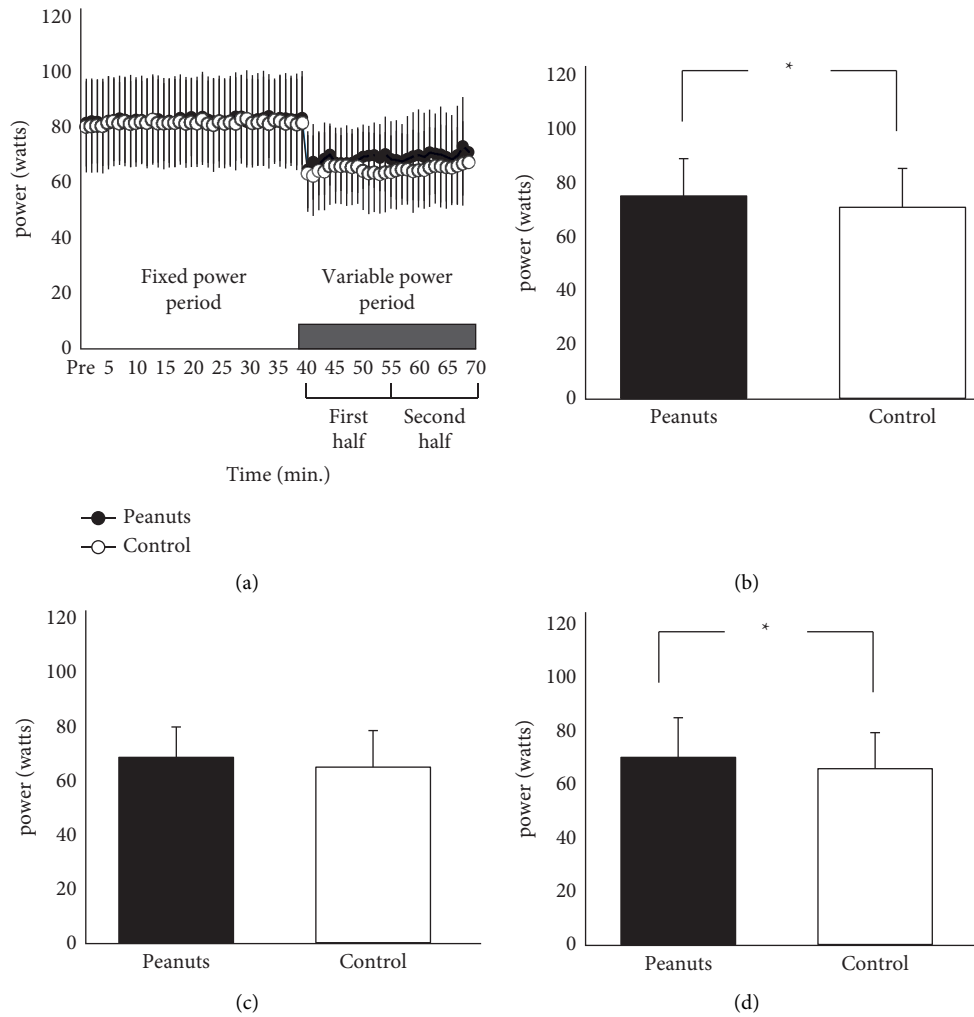 120
100
80
60
40
20
0
power (watts)
Fixed power
period
Variable power
period
Pre 5 10 15 20 25 30 35 40 45 50 55 60 65 70
First
half
Second
half
Time (min.)
Peanuts
Control
(a)
120
100
80
60
40
20
0
power (watts)
*
Peanuts Control
(b)
120
100
80
60
40
20
0
power (watts)
Peanuts Control
(c)
120
100
80
60
40
20
0
power (watts)
*
Peanuts Control
(d)